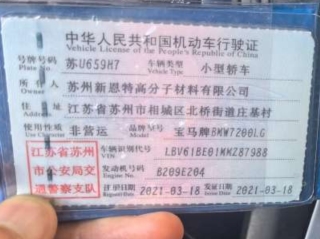 中华人民共和国机动车行驶证
Vehicle License of the People's Republic of China
号牌号码 苏U659M7 车辆类型 小型轿车
Plate No. Vehicle Type
所有人 苏州新恩特高分子材料有限公司
Owner
住址 江苏省苏州市相城区北桥街道庄基村
Address
使用性质 非营运 品牌型号 宝马牌BMW7200LG
Use Character Model
江苏省苏州市公安局交通警察支队
车辆识别代号 LBV61BE01MMZ87988
VIN
发动机号码 B209E204
Engine No.
注册日期 2021-03-18 发证日期 2021-03-18
Register Date Issue Date